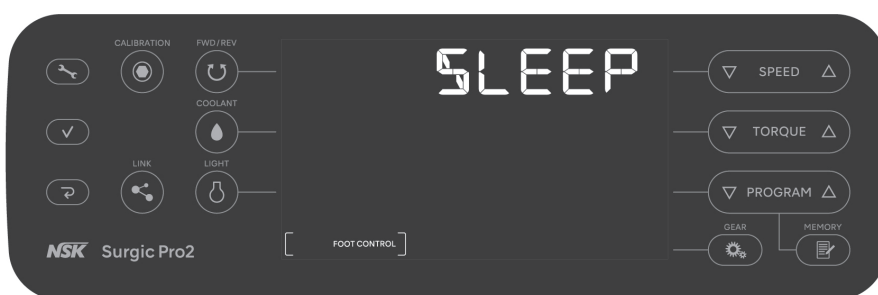 CALIBRATION
FWD/REV
SLEEP
SPEED
COOLANT
TORQUE
LINK
LIGHT
PROGRAM
GEAR
MEMORY
FOOT CONTROL
NSK Surgic Pro2